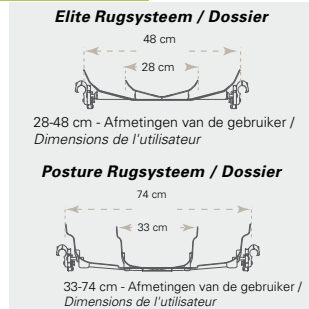 Elite Rugsysteem / Dossier
48 cm
28 cm
28-48 cm - Afmetingen van de gebruiker /
Dimensions de l'utilisateur
Posture Rugsysteem / Dossier
74 cm
33 cm
33-74 cm - Afmetingen van de gebruiker /
Dimensions de l'utilisateur